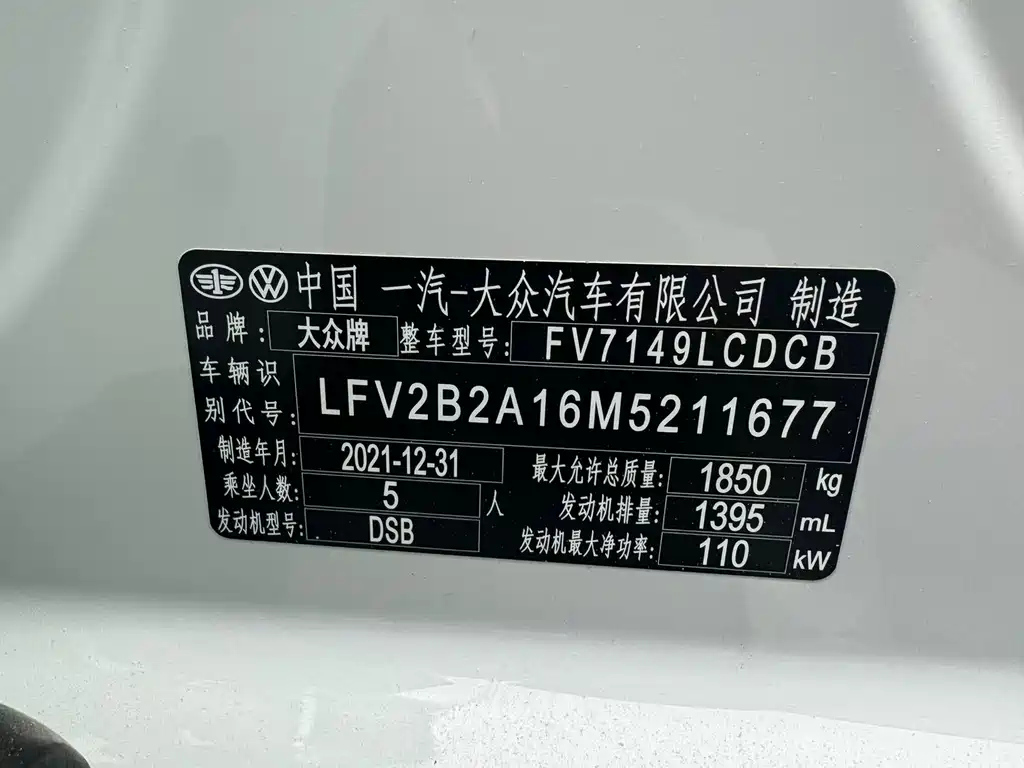 中国 一汽-大众汽车有限公司 制造
品牌: 大众牌 整车型号: FV7149LCDCB
车辆识别代号: LFV2B2A16M5211677
制造年月: 2021-12-31 最大允许总质量: 1850 kg
乘坐人数: 5 人 发动机排量: 1395 mL
发动机型号: DSB 发动机最大净功率: 110 kW